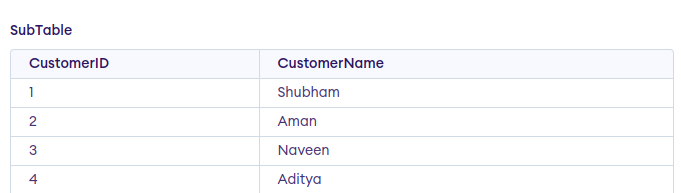 SubTable
CustomerID CustomerName
1 Shubham
2 Aman
3 Naveen
4 Aditya